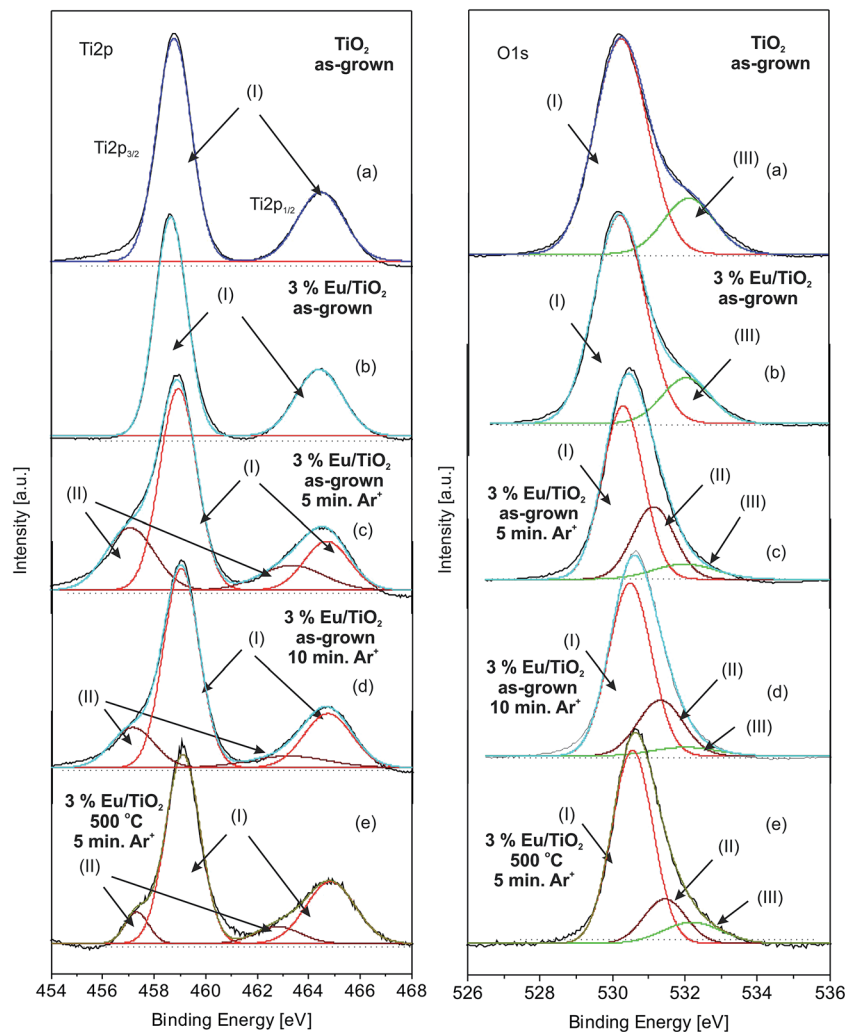 Ti2p
TiO2
as-grown
(I)
Ti2p3/2
(a)
Ti2p1/2
3 % Eu/TiO2
as-grown
(I)
(b)
3 % Eu/TiO2
as-grown
5 min. Ar+
(I)
(II)
(c)
3 % Eu/TiO2
as-grown
10 min. Ar+
(I)
(II)
(d)
3 % Eu/TiO2
500 °C
5 min. Ar+
(I)
(II)
(e)
Intensity [a.u.]
454 456 458 460 462 464 466 468
Binding Energy [eV]
O1s
TiO2
as-grown
(I)
(III)
(a)
3 % Eu/TiO2
as-grown
(I)
(III)
(b)
(I)
3 % Eu/TiO2
as-grown
5 min. Ar+
(II)
(III)
(c)
(I)
3 % Eu/TiO2
as-grown
10 min. Ar+
(II)
(d)
(III)
(I)
3 % Eu/TiO2
500 °C
5 min. Ar+
(e)
(II)
(III)
Intensity [a.u.]
526 528 530 532 534 536
Binding Energy [eV]